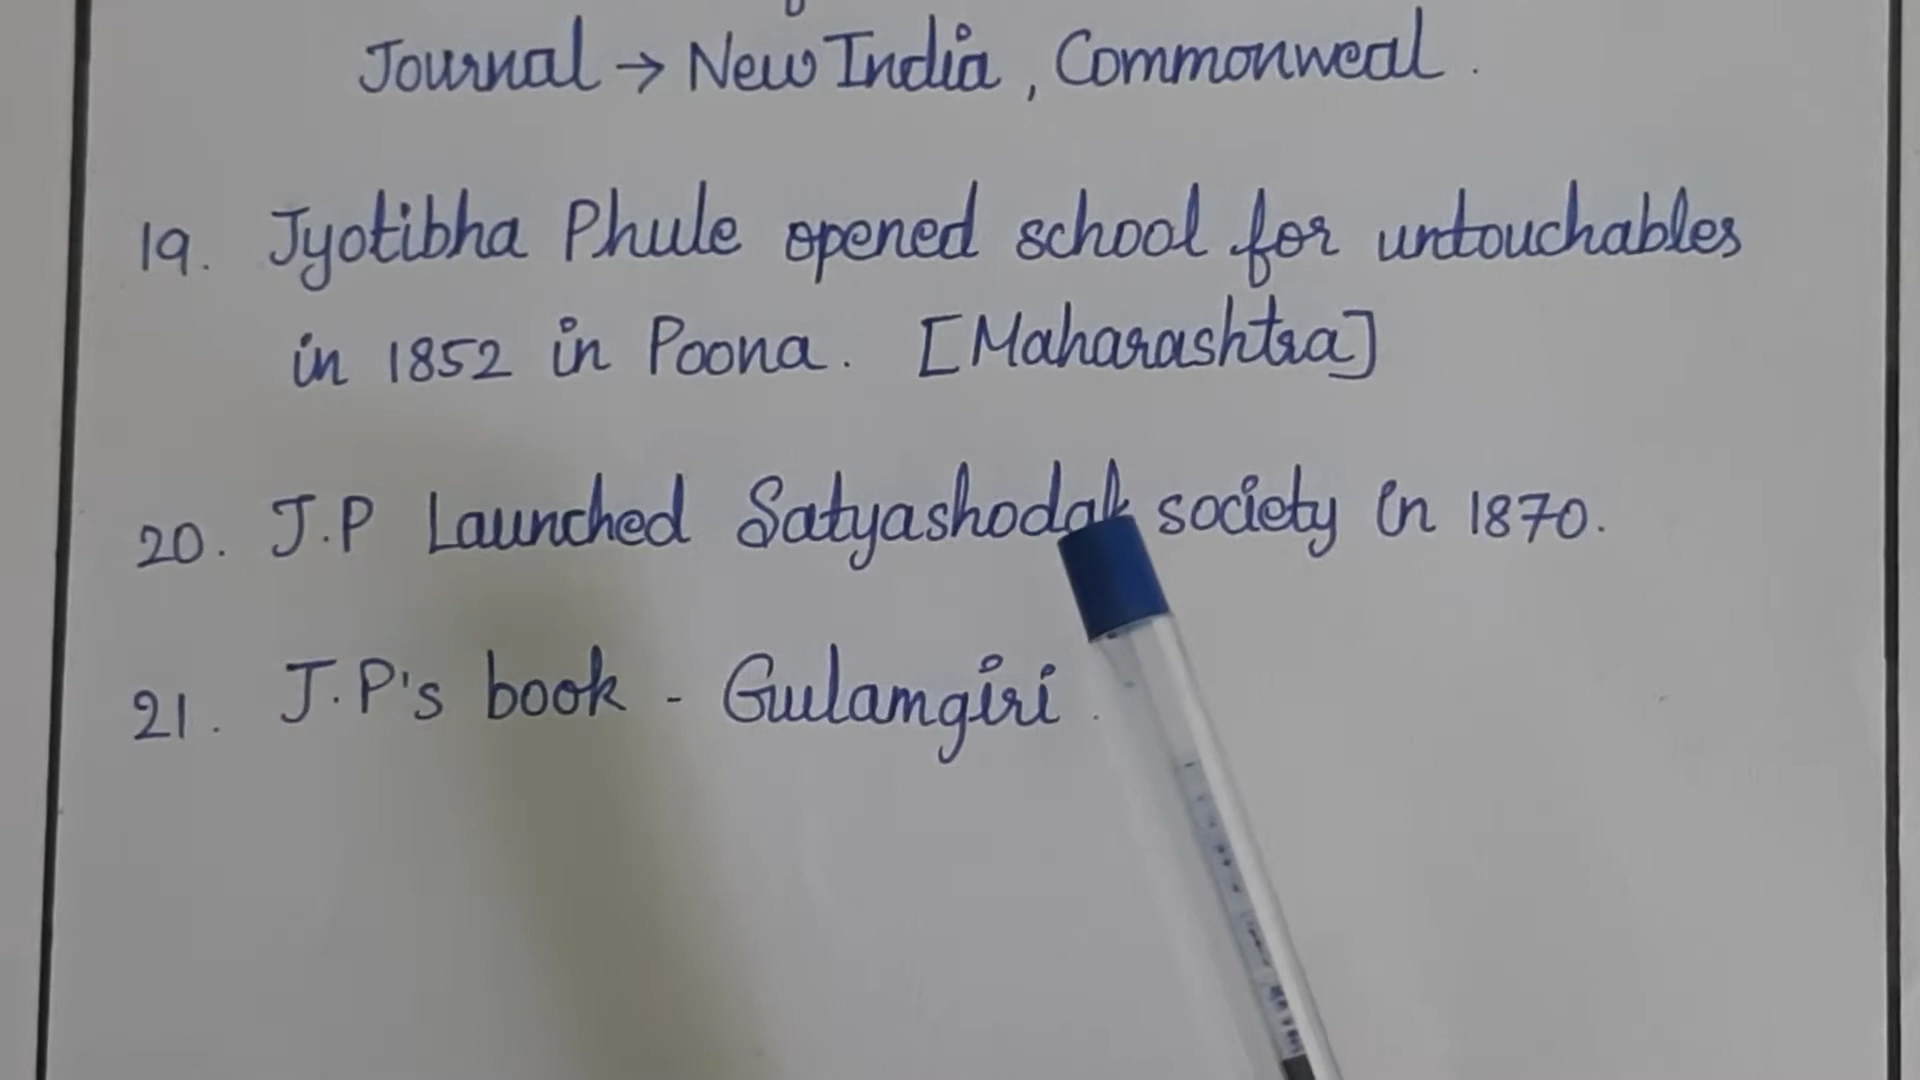 Journal → New India, Commonweal.
19. Jyotibha Phule opened school for untouchables
in 1852 in Poona. [Maharashtra]
20. J.P Launched Satyashodak society in 1870.
21. J.P's book - Gulamgiri.